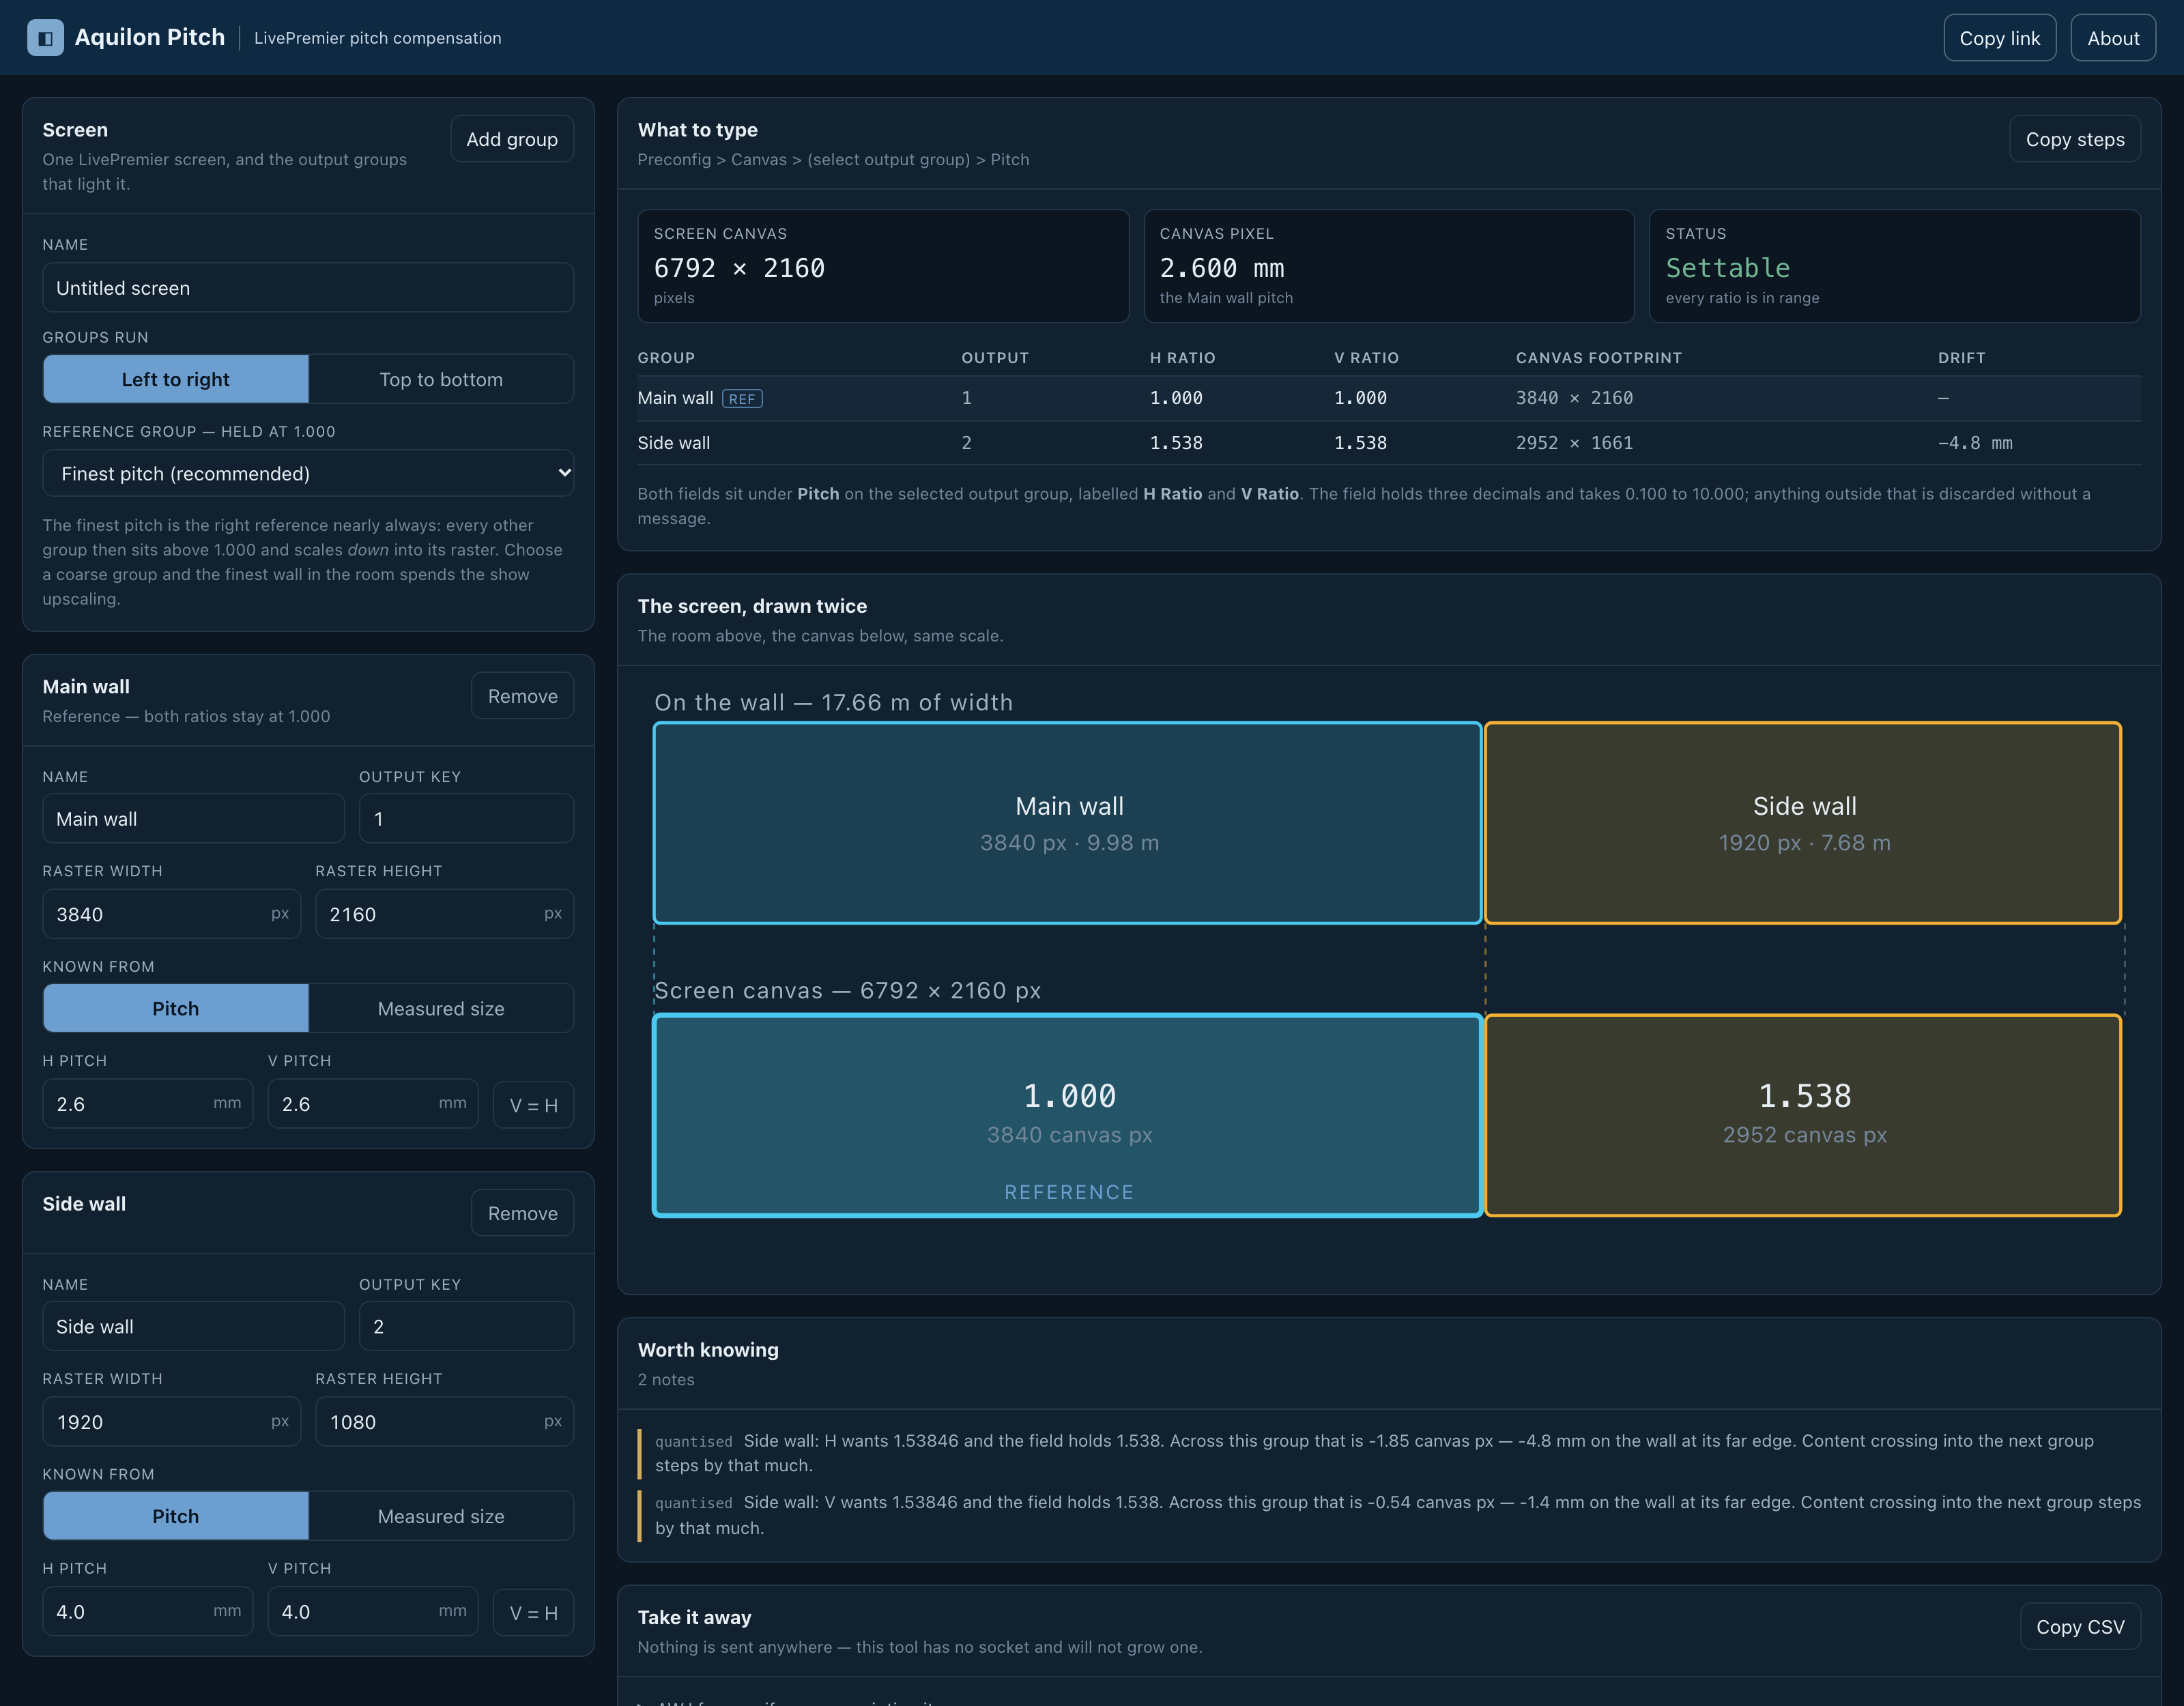 Aquilon Pitch
LivePremier pitch compensation
Copy link
About
Screen
One LivePremier screen, and the output groups
that light it.
Add group
NAME
Untitled screen
GROUPS RUN
Left to right
Top to bottom
REFERENCE GROUP — HELD AT 1.000
Finest pitch (recommended)
The finest pitch is the right reference nearly always: every other
group then sits above 1.000 and scales down into its raster. Choose
a coarse group and the finest wall in the room spends the show
upscaling.
Main wall
Reference — both ratios stay at 1.000
Remove
NAME
OUTPUT KEY
Main wall
1
RASTER WIDTH
RASTER HEIGHT
3840 px
2160 px
KNOWN FROM
Pitch
Measured size
H PITCH
V PITCH
2.6 mm
2.6 mm
V = H
Side wall
Remove
NAME
OUTPUT KEY
Side wall
2
RASTER WIDTH
RASTER HEIGHT
1920 px
1080 px
KNOWN FROM
Pitch
Measured size
H PITCH
V PITCH
4.0 mm
4.0 mm
V = H
What to type
Preconfig > Canvas > (select output group) > Pitch
Copy steps
SCREEN CANVAS
6792 × 2160
pixels
CANVAS PIXEL
2.600 mm
the Main wall pitch
STATUS
Settable
every ratio is in range
GROUP OUTPUT H RATIO V RATIO CANVAS FOOTPRINT DRIFT
Main wall REF 1 1.000 1.000 3840 × 2160 —
Side wall 2 1.538 1.538 2952 × 1661 −4.8 mm
Both fields sit under Pitch on the selected output group, labelled H Ratio and V Ratio. The field holds three decimals and takes 0.100 to 10.000; anything outside that is discarded without a
message.
The screen, drawn twice
The room above, the canvas below, same scale.
On the wall — 17.66 m of width
Main wall
3840 px · 9.98 m
Side wall
1920 px · 7.68 m
Screen canvas — 6792 × 2160 px
1.000
3840 canvas px
REFERENCE
1.538
2952 canvas px
Worth knowing
2 notes
quantised Side wall: H wants 1.53846 and the field holds 1.538. Across this group that is -1.85 canvas px — -4.8 mm on the wall at its far edge. Content crossing into the next group
steps by that much.
quantised Side wall: V wants 1.53846 and the field holds 1.538. Across this group that is -0.54 canvas px — -1.4 mm on the wall at its far edge. Content crossing into the next group steps
by that much.
Take it away
Nothing is sent anywhere — this tool has no socket and will not grow one.
Copy CSV